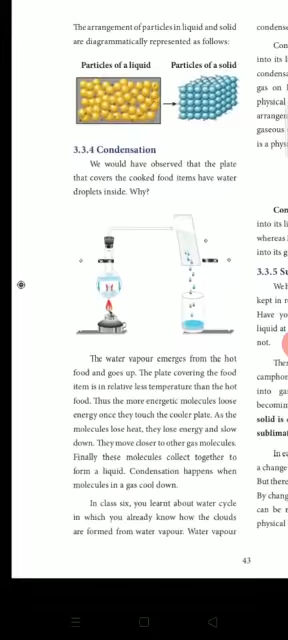 The arrangement of particles in liquid and solid
are diagrammatically represented as follows:
Particles of a liquid Particles of a solid
3.3.4 Condensation
We would have observed that the plate
that covers the cooked food items have water
droplets inside. Why?
The water vapour emerges from the hot
food and goes up. The plate covering the food
item is in relative less temperature than the hot
food. Thus the more energetic molecules loose
energy once they touch the cooler plate. As the
molecules lose heat, they lose energy and slow
down. They move closer to other gas molecules.
Finally these molecules collect together to
form a liquid. Condensation happens when
molecules in a gas cool down.
In class six, you learnt about water cycle
in which you already know how the clouds
are formed from water vapour. Water vapour
condens
Con
into its l
condensa
gas on
physical
arrangem
gaseous
is a physi
Con
into its li
whereas
into its g
3.3.5 Su
kept in r
Have yo
liquid at
not.
Ther
camphor
into ga
becomin
solid is
sublimat
In ea
a change
But there
By chang
can be
physical
43